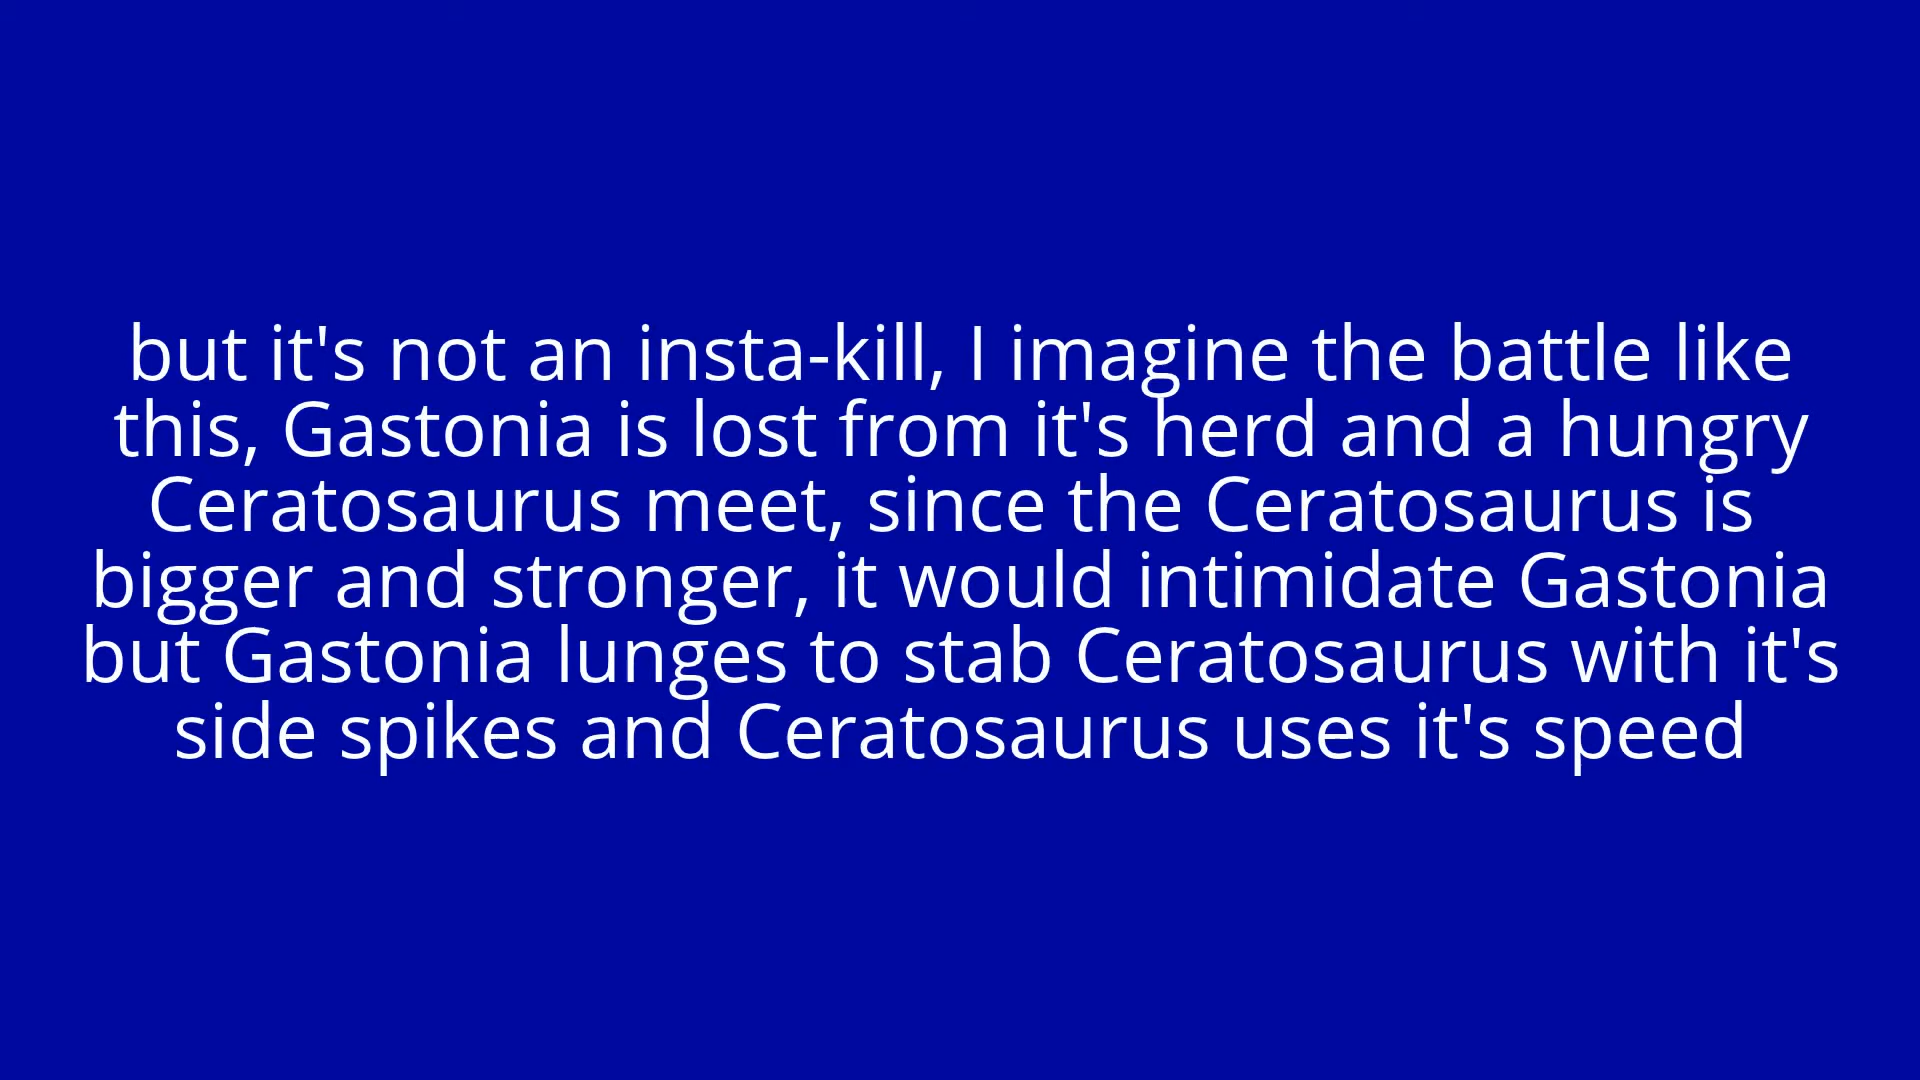 but it's not an insta-kill, I imagine the battle like
this, Gastonia is lost from it's herd and a hungry
Ceratosaurus meet, since the Ceratosaurus is
bigger and stronger, it would intimidate Gastonia
but Gastonia lunges to stab Ceratosaurus with it's
side spikes and Ceratosaurus uses it's speed